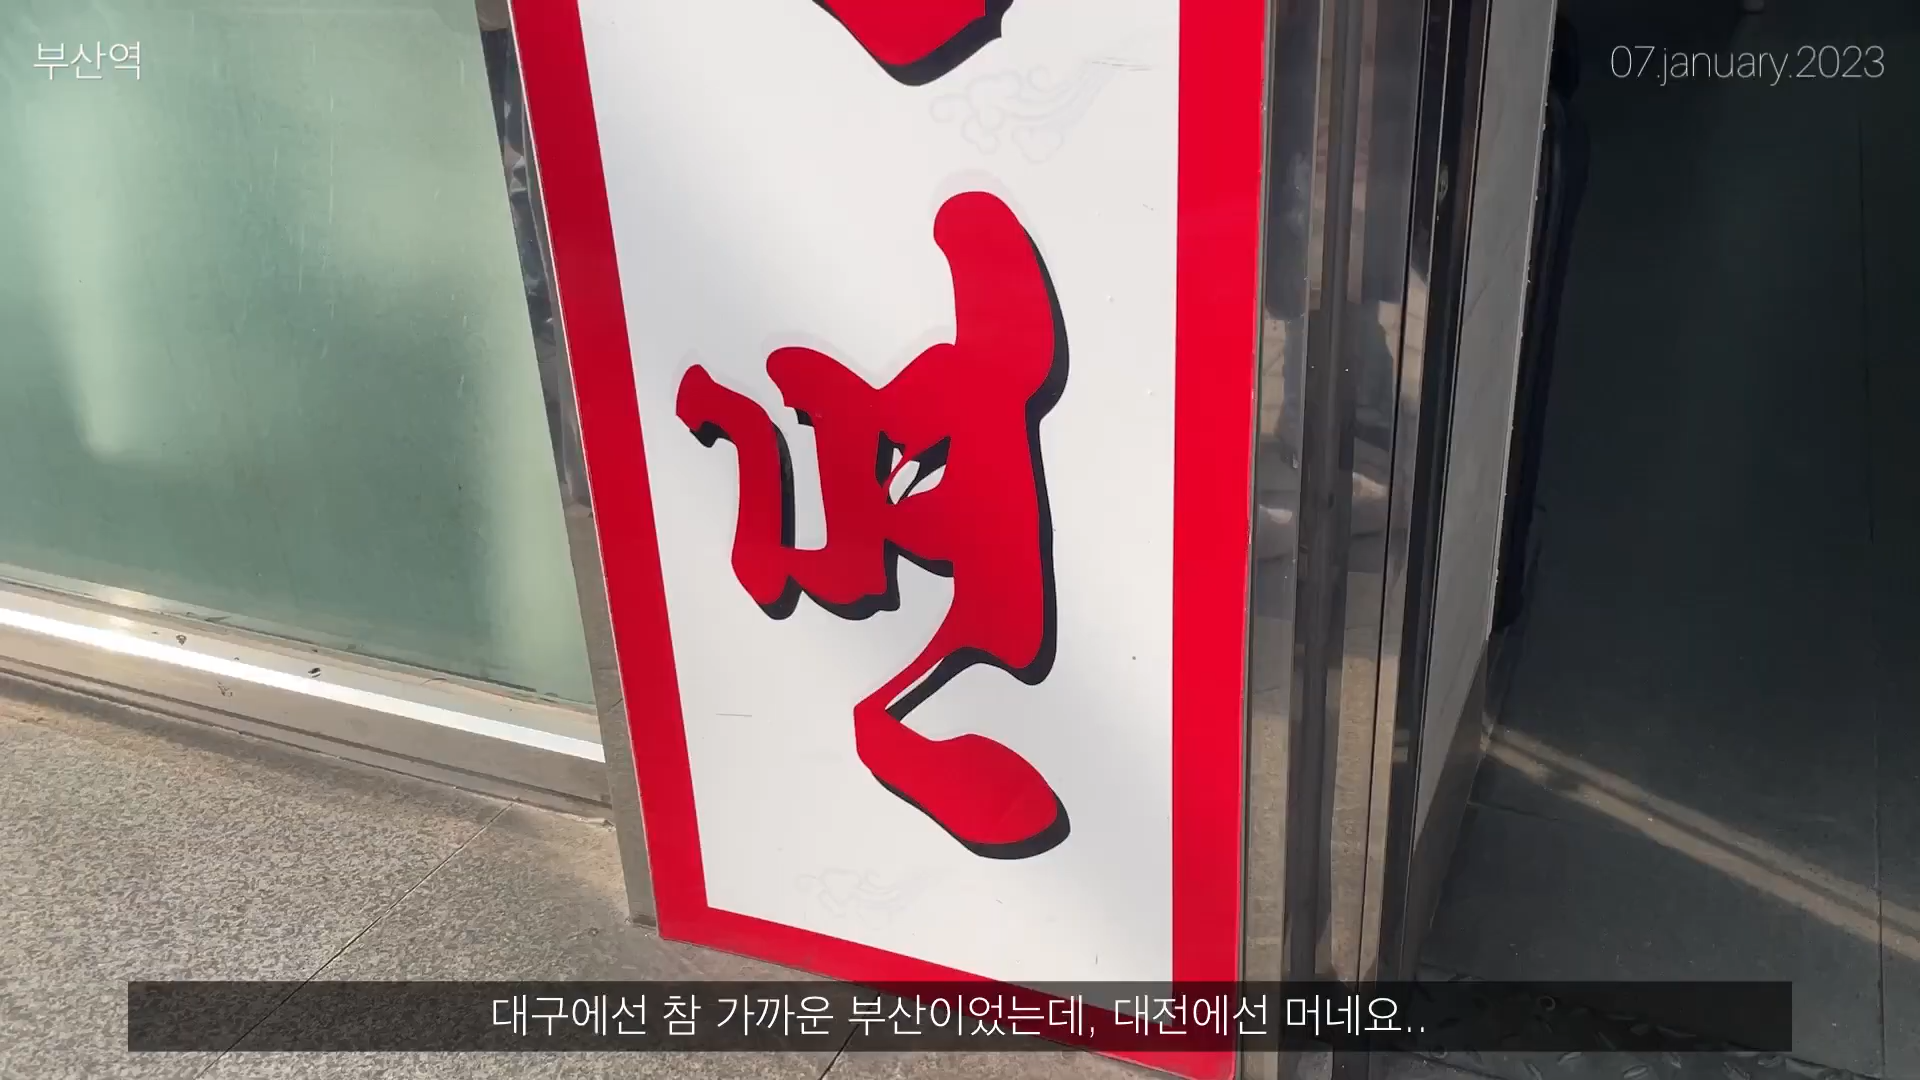 부산역
07.january.2023
면
대구에선 참 가까운 부산이었는데, 대전에선 머네요..